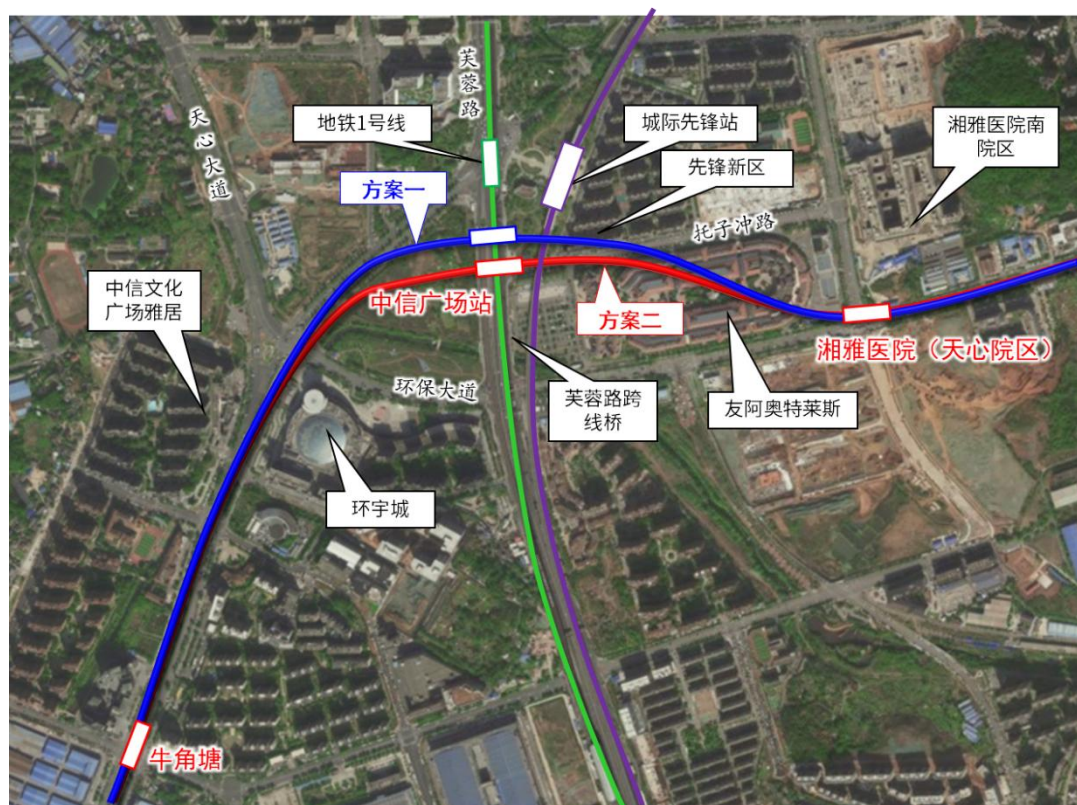 芙蓉路
天心大道
地铁1号线
城际先锋站
湘雅医院南
院区
先锋新区
方案一
托子冲路
中信文化
广场雅居
中信广场站
方案二
湘雅医院（天心院区）
环保大道
芙蓉路跨
线桥
友阿奥特莱斯
环宇城
牛角塘